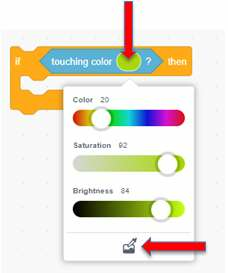 if touching color ? then
Color 20
Saturation 92
Brightness 84